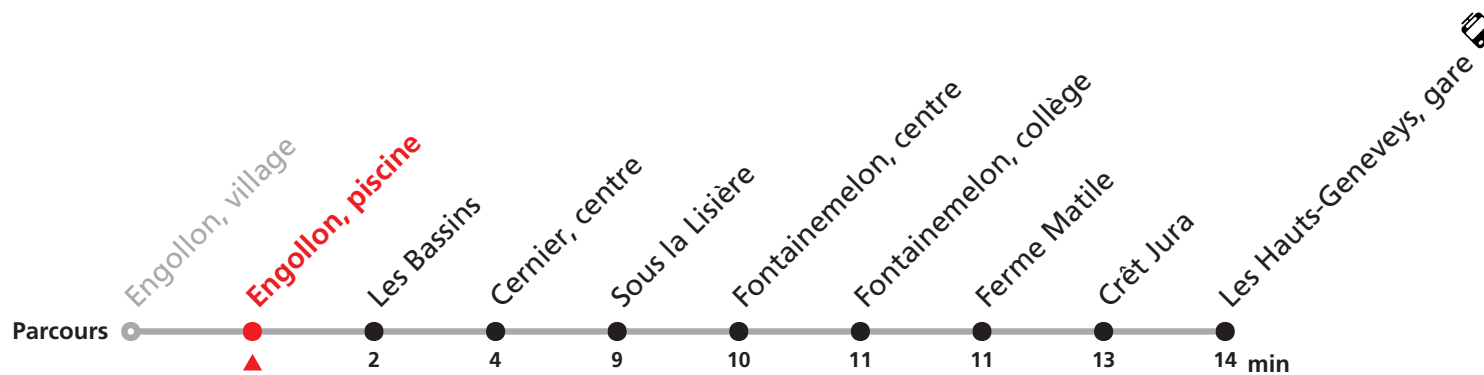 Engollon, village
Engollon, piscine
Les Bassins
Cernier, centre
Sous la Lisière
Fontainemelon, centre
Fontainemelon, collège
Ferme Matile
Crêt Jura
Les Hauts-Geneveys, gare
Parcours
2 4 9 10 11 11 13 14 min